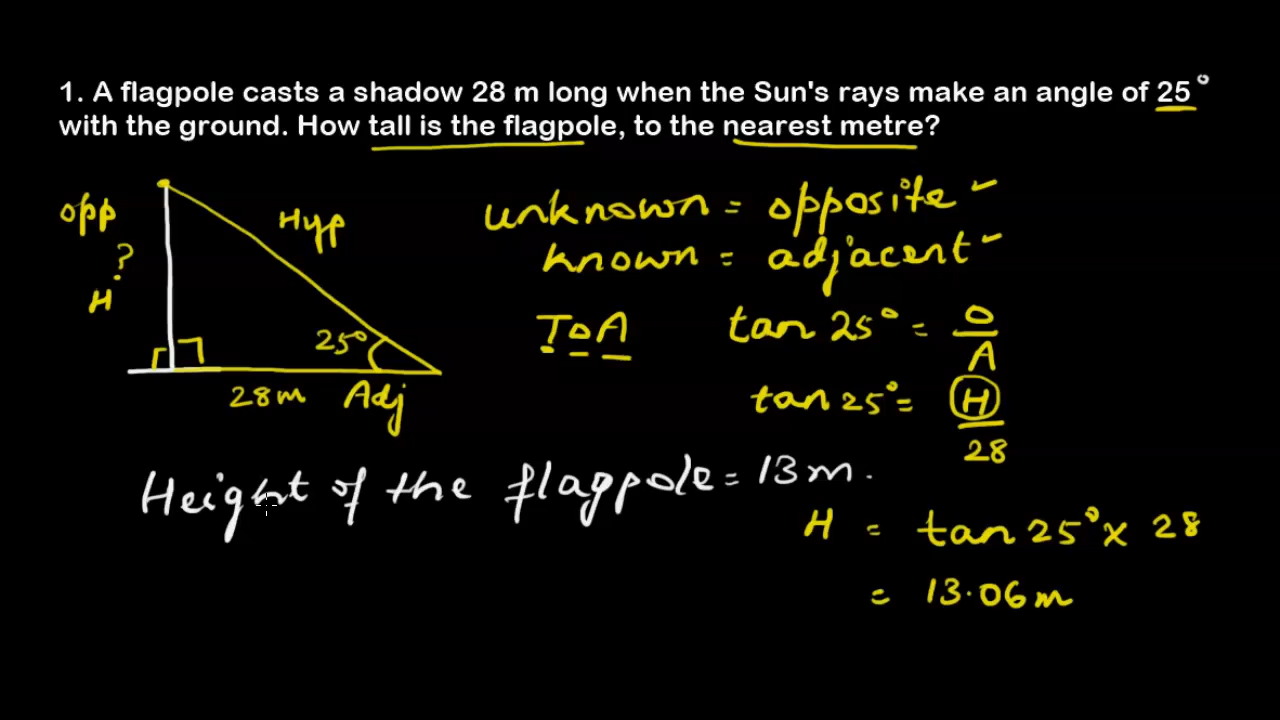 1. A flagpole casts a shadow 28 m long when the Sun's rays make an angle of 25°
with the ground. How tall is the flagpole, to the nearest metre?
opp
Hyp
?
H
25°
28m Adj
unknown = opposite
known = adjacent
TOA
tan 25° = O/A
tan 25° = H/28
Height of the flagpole = 13m.
H = tan 25° × 28
= 13.06m